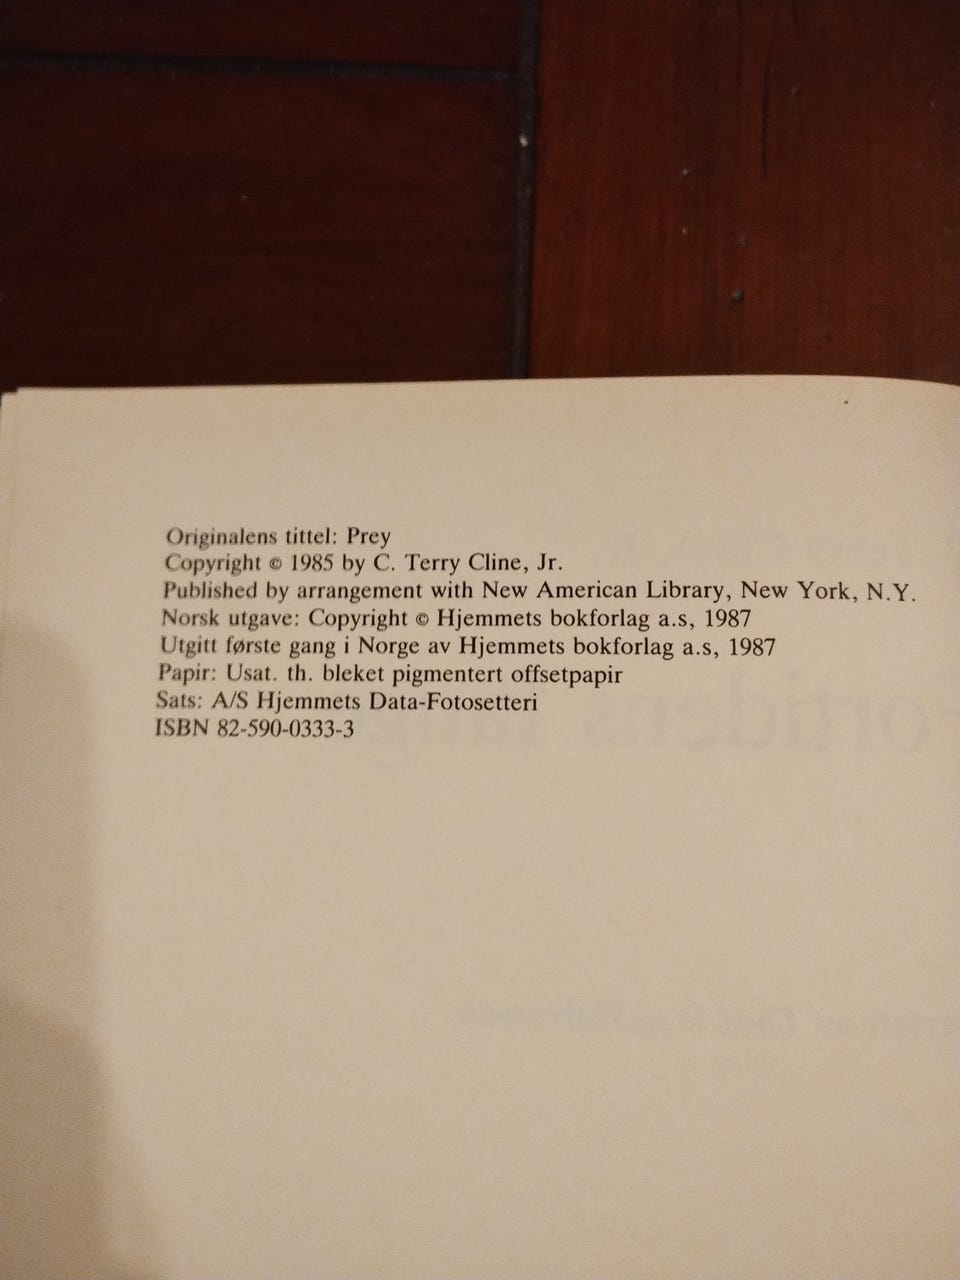 Originalens tittel: Prey
Copyright © 1985 by C. Terry Cline, Jr.
Published by arrangement with New American Library, New York, N.Y.
Norsk utgave: Copyright © Hjemmets bokforlag a.s, 1987
Utgitt første gang i Norge av Hjemmets bokforlag a.s, 1987
Papir: Usat. th. bleket pigmentert offsetpapir
Sats: A/S Hjemmets Data-Fotosetteri
ISBN 82-590-0333-3